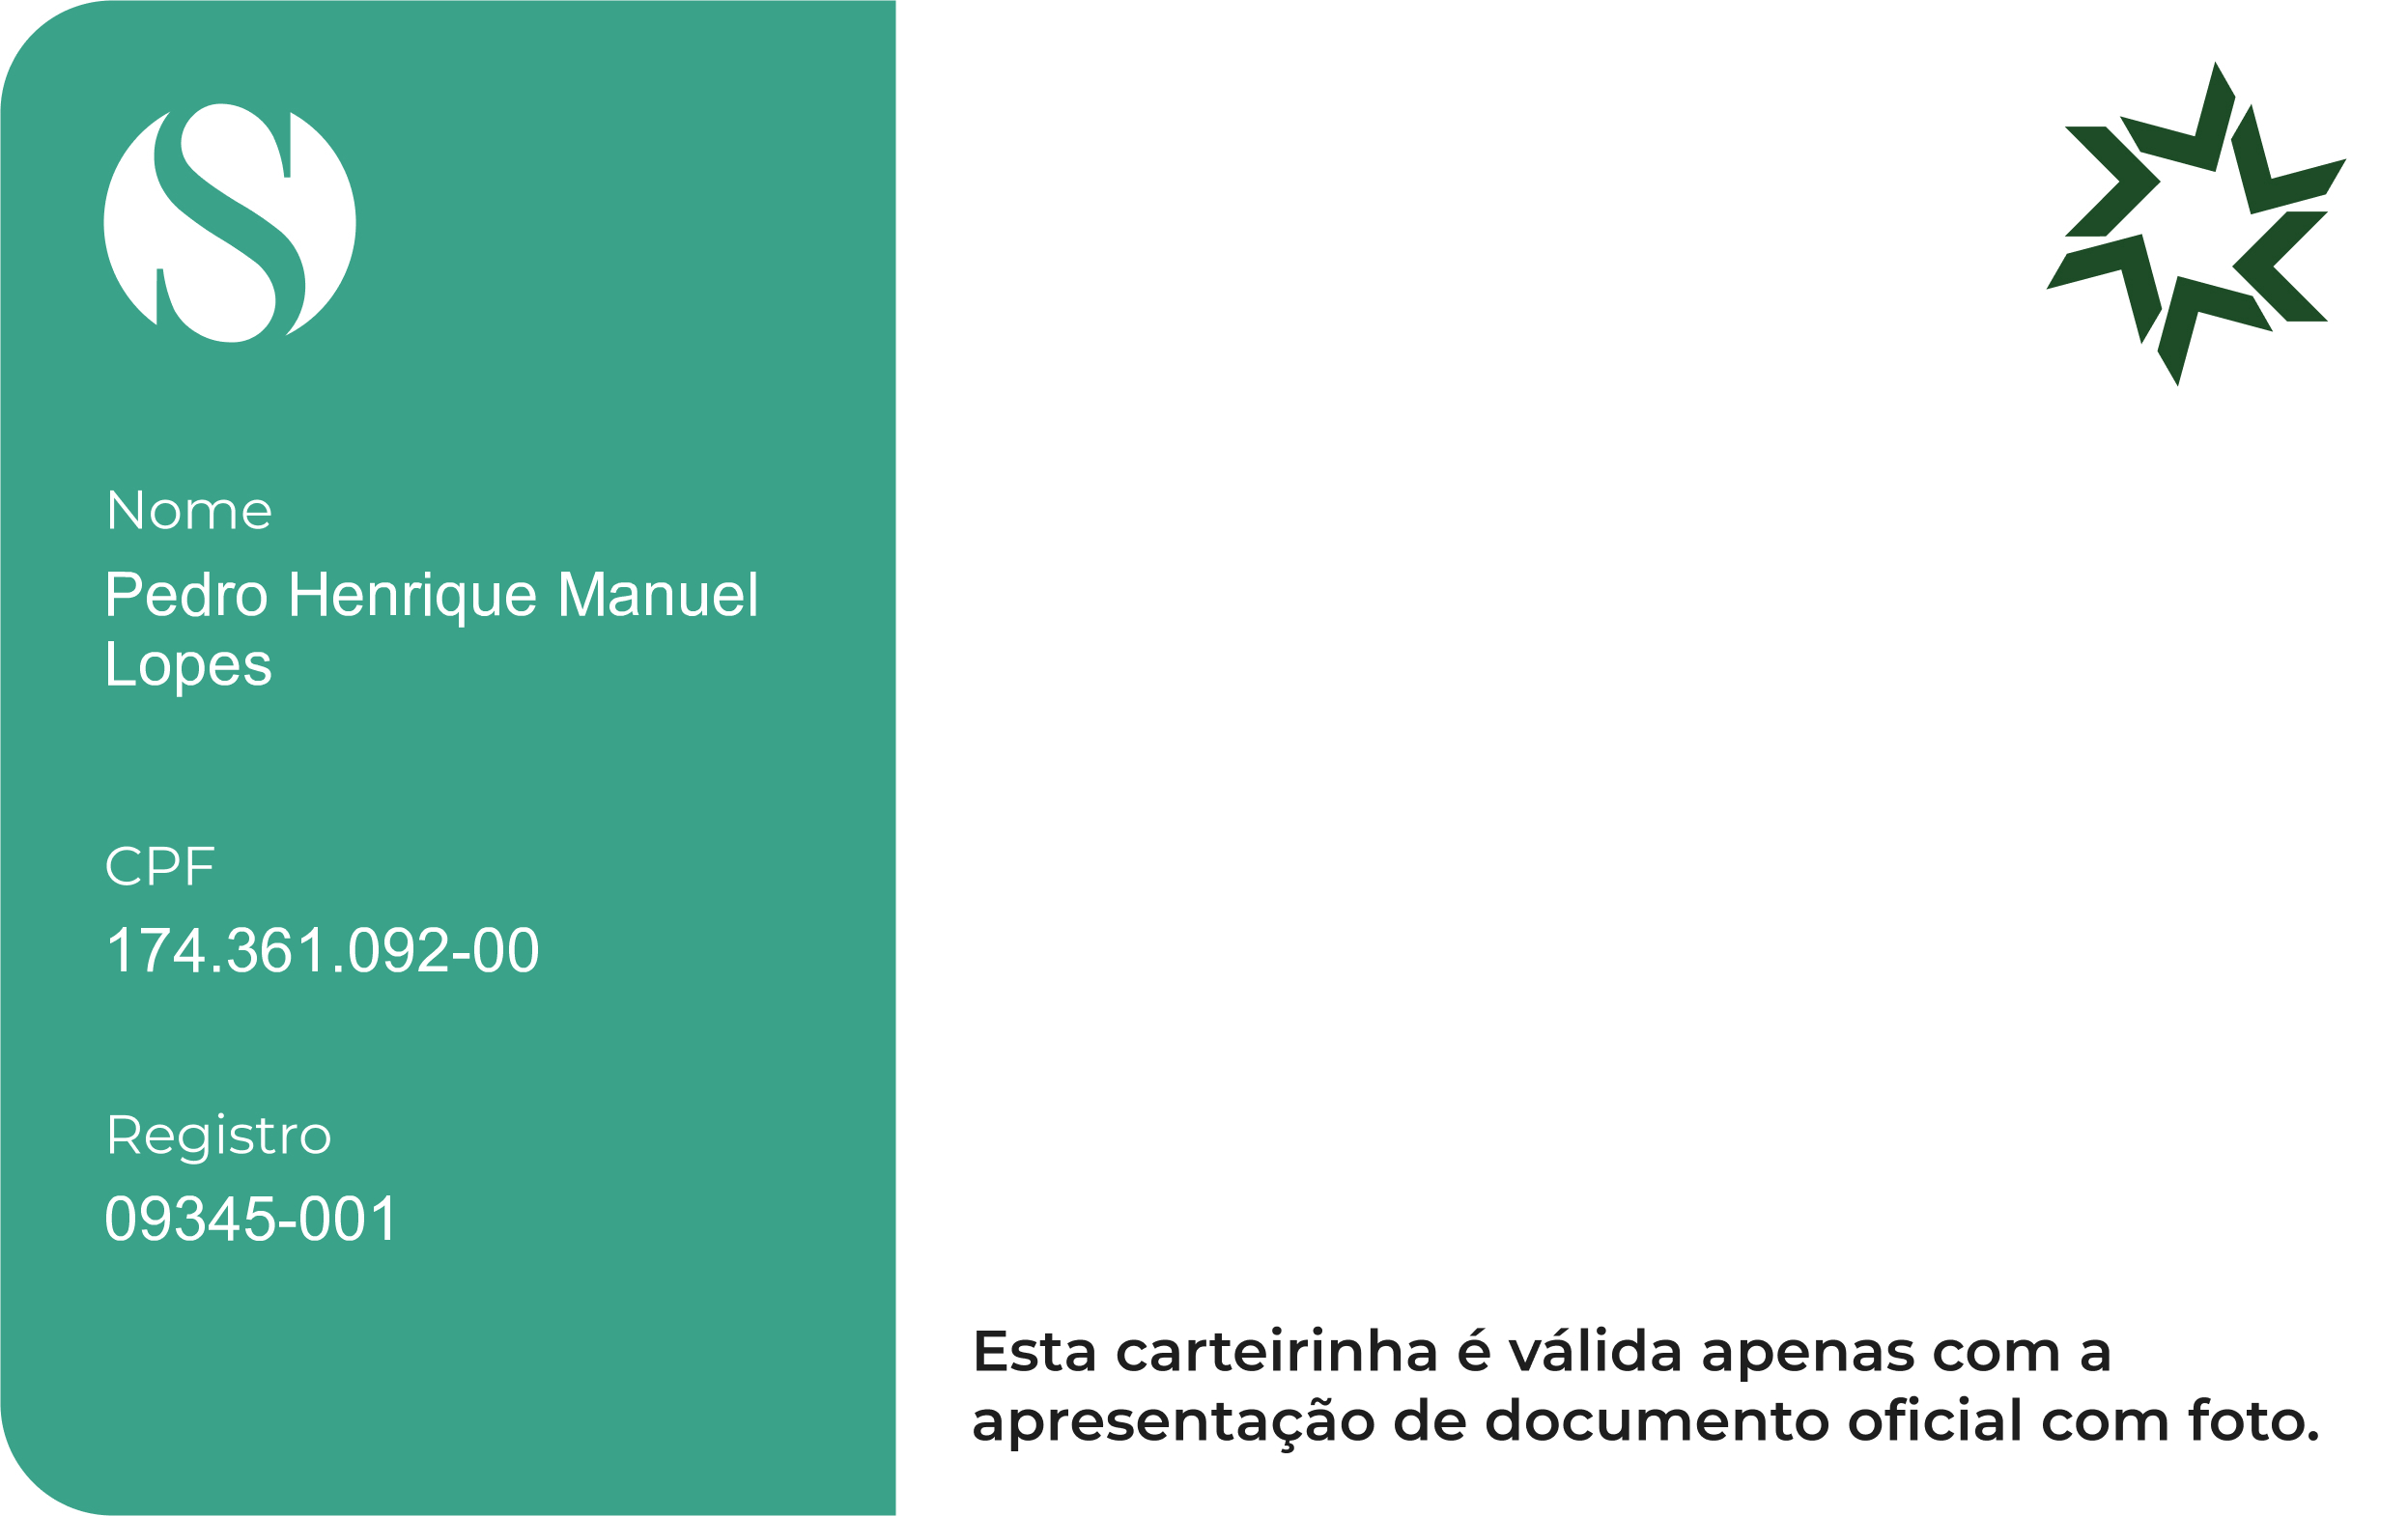 Nome
Pedro Henrique Manuel
Lopes
CPF
174.361.092-00
Registro
09345-001
Esta carteirinha é válida apenas com a
apresentação de documento oficial com foto.